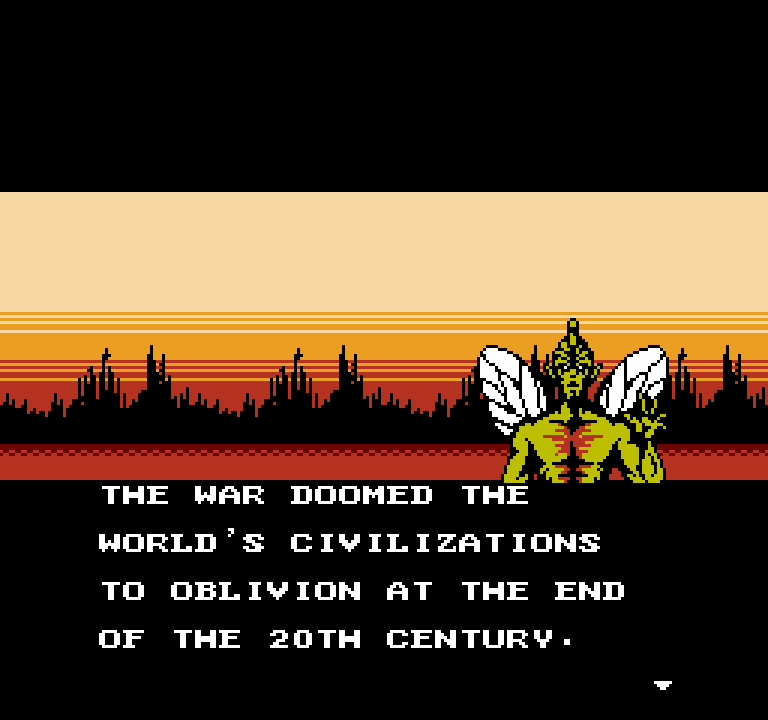 THE WAR DOOMED THE
WORLD'S CIVILIZATIONS
TO OBLIVION AT THE END
OF THE 20TH CENTURY.